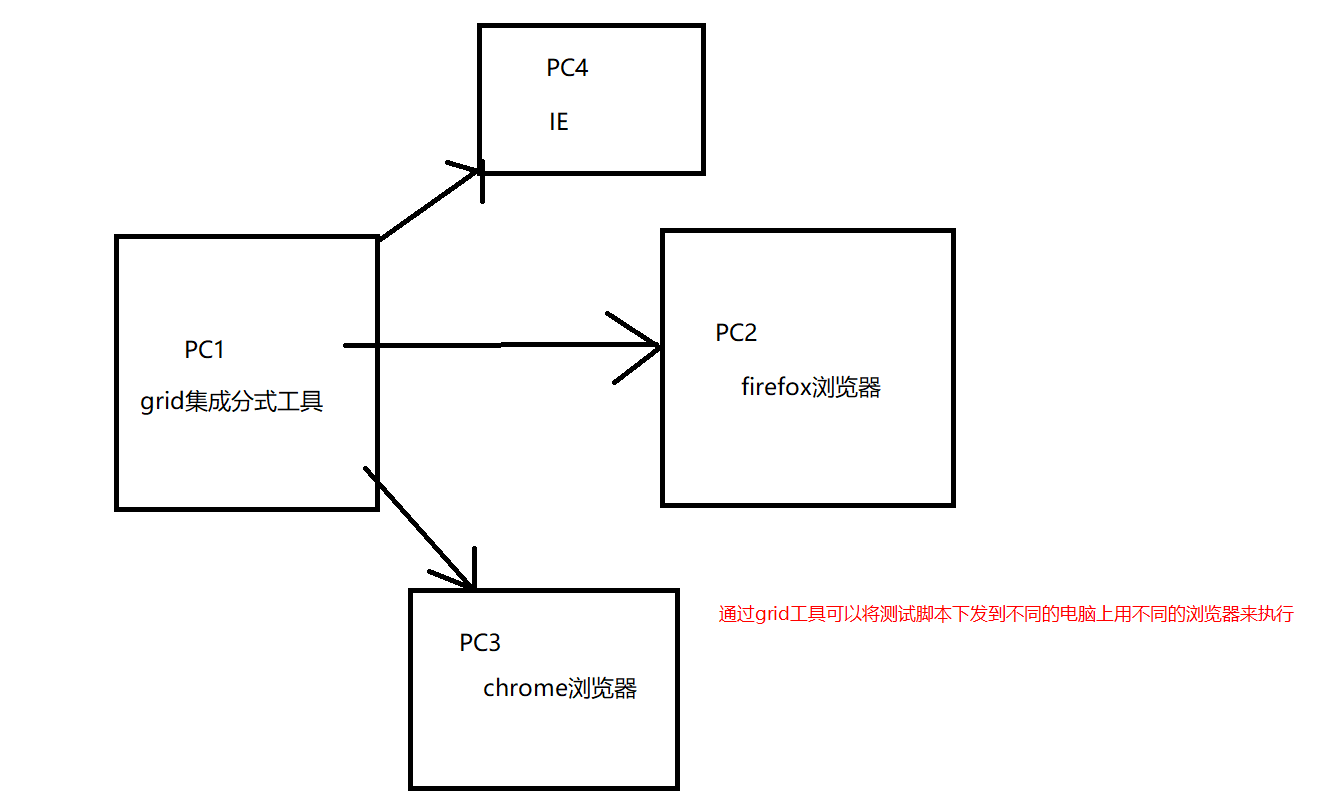 PC4
IE
PC1
grid集成分式工具
PC2
firefox浏览器
PC3
chrome浏览器
通过grid工具可以将测试脚本下发到不同的电脑上用不同的浏览器来执行